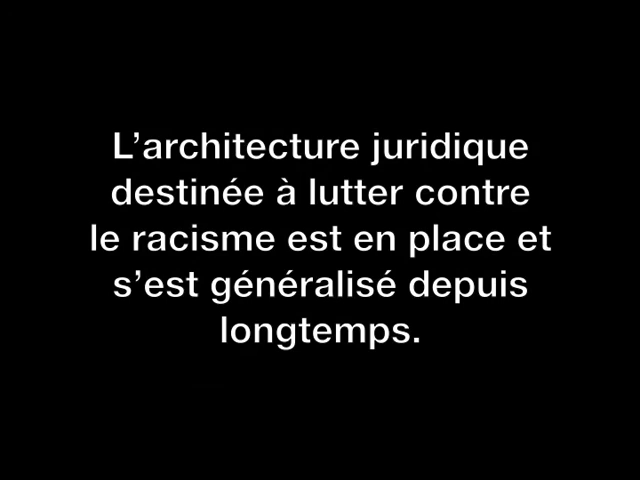 L’architecture juridique
destinée à lutter contre
le racisme est en place et
s’est généralisé depuis
longtemps.